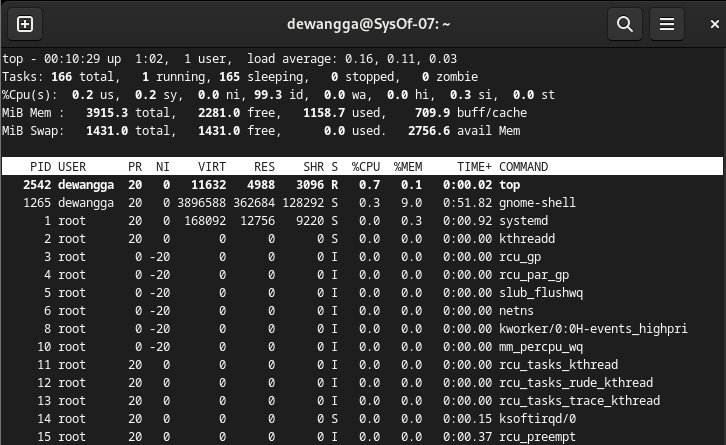 dewangga@SysOf-07: ~
top - 00:10:29 up  1:02,  1 user,  load average: 0.16, 0.11, 0.03
Tasks: 166 total,   1 running, 165 sleeping,   0 stopped,   0 zombie
%Cpu(s):  0.2 us,  0.2 sy,  0.0 ni, 99.3 id,  0.0 wa,  0.0 hi,  0.3 si,  0.0 st
MiB Mem :   3915.3 total,   2281.0 free,   1158.7 used,    709.9 buff/cache
MiB Swap:   1431.0 total,   1431.0 free,      0.0 used.   2756.6 avail Mem
PID USER      PR  NI    VIRT    RES    SHR S  %CPU  %MEM     TIME+ COMMAND
2542 dewangga  20   0   11632   4988   3096 R   0.7   0.1   0:00.02 top
1265 dewangga  20   0 3896588 362684 128292 S   0.3   9.0   0:51.82 gnome-shell
1 root      20   0  168092  12756   9220 S   0.0   0.3   0:00.92 systemd
2 root      20   0       0      0      0 S   0.0   0.0   0:00.00 kthreadd
3 root       0 -20       0      0      0 I   0.0   0.0   0:00.00 rcu_gp
4 root       0 -20       0      0      0 I   0.0   0.0   0:00.00 rcu_par_gp
5 root       0 -20       0      0      0 I   0.0   0.0   0:00.00 slub_flushwq
6 root       0 -20       0      0      0 I   0.0   0.0   0:00.00 netns
8 root       0 -20       0      0      0 I   0.0   0.0   0:00.00 kworker/0:0H-events_highpri
10 root       0 -20       0      0      0 I   0.0   0.0   0:00.00 mm_percpu_wq
11 root      20   0       0      0      0 I   0.0   0.0   0:00.00 rcu_tasks_kthread
12 root      20   0       0      0      0 I   0.0   0.0   0:00.00 rcu_tasks_rude_kthread
13 root      20   0       0      0      0 I   0.0   0.0   0:00.00 rcu_tasks_trace_kthread
14 root      20   0       0      0      0 S   0.0   0.0   0:00.15 ksoftirqd/0
15 root      20   0       0      0      0 I   0.0   0.0   0:00.37 rcu_preempt